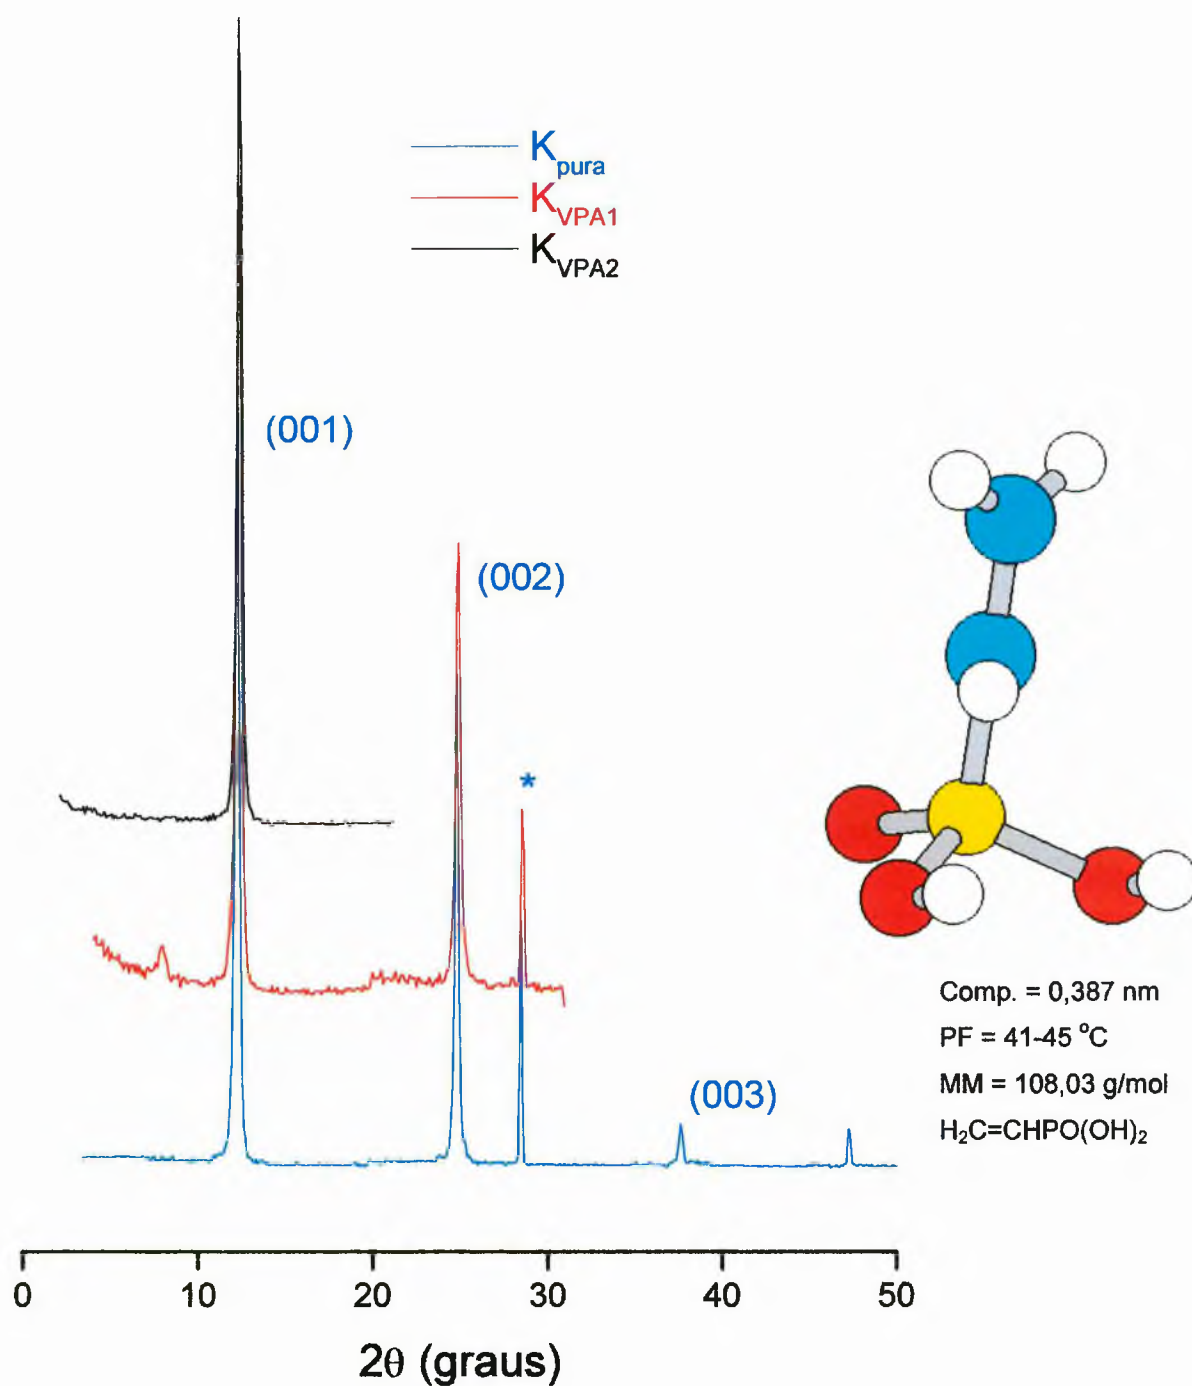 K_pura
K_VPA1
K_VPA2
(001)
(002)
*
(003)
Comp. = 0,387 nm
PF = 41-45 °C
MM = 108,03 g/mol
H₂C=CHPO(OH)₂
0 10 20 30 40 50
2θ (graus)